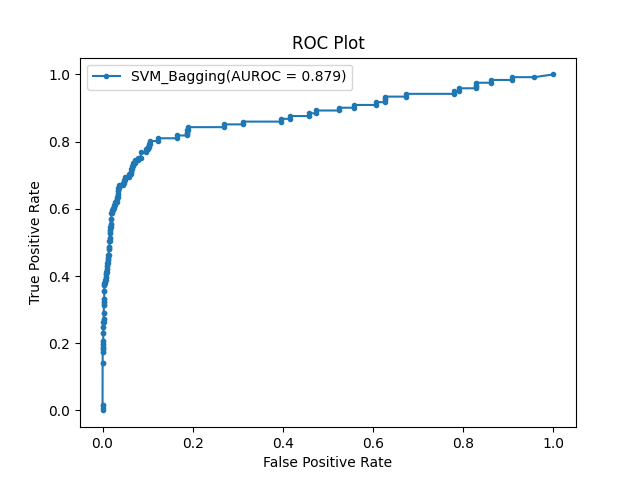 ROC Plot
SVM_Bagging(AUROC = 0.879)
1.0
0.8
0.6
0.4
0.2
0.0
True Positive Rate
0.0 0.2 0.4 0.6 0.8 1.0
False Positive Rate